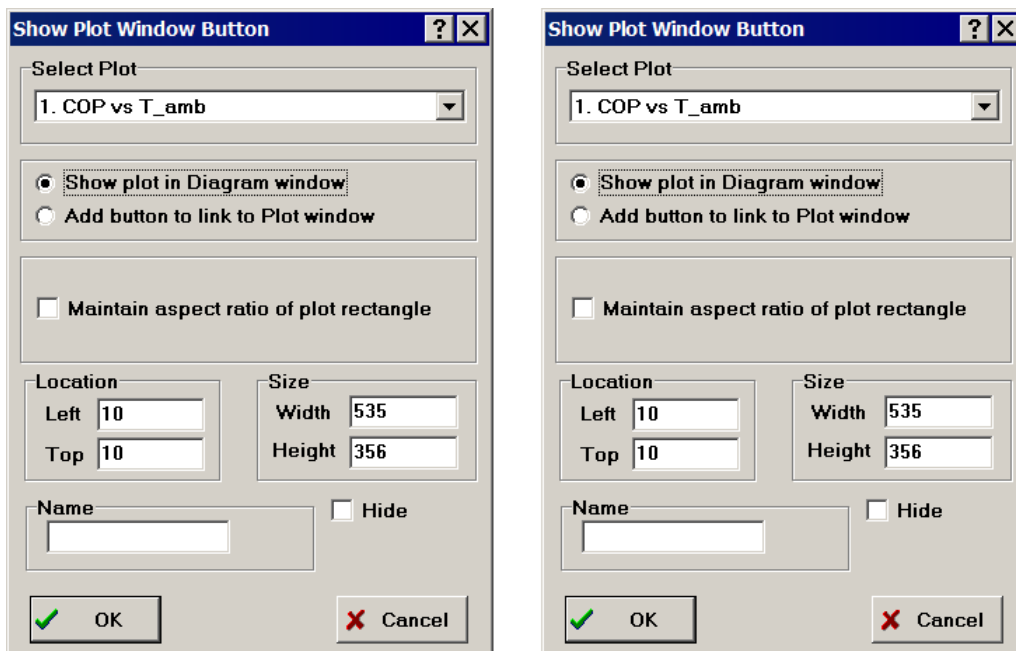 Show Plot Window Button
Select Plot
1. COP vs T_amb
Show plot in Diagram window
Add button to link to Plot window
Maintain aspect ratio of plot rectangle
Location
Left 10
Top 10
Size
Width 535
Height 356
Name
Hide
OK
Cancel
Show Plot Window Button
Select Plot
1. COP vs T_amb
Show plot in Diagram window
Add button to link to Plot window
Maintain aspect ratio of plot rectangle
Location
Left 10
Top 10
Size
Width 535
Height 356
Name
Hide
OK
Cancel